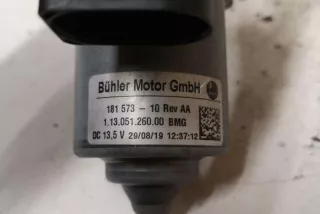 Bühler Motor GmbH
181 573 - 10 Rev AA
1.13.051.260.00 BMG
DC 13,5 V 29/08/19 12:37:12